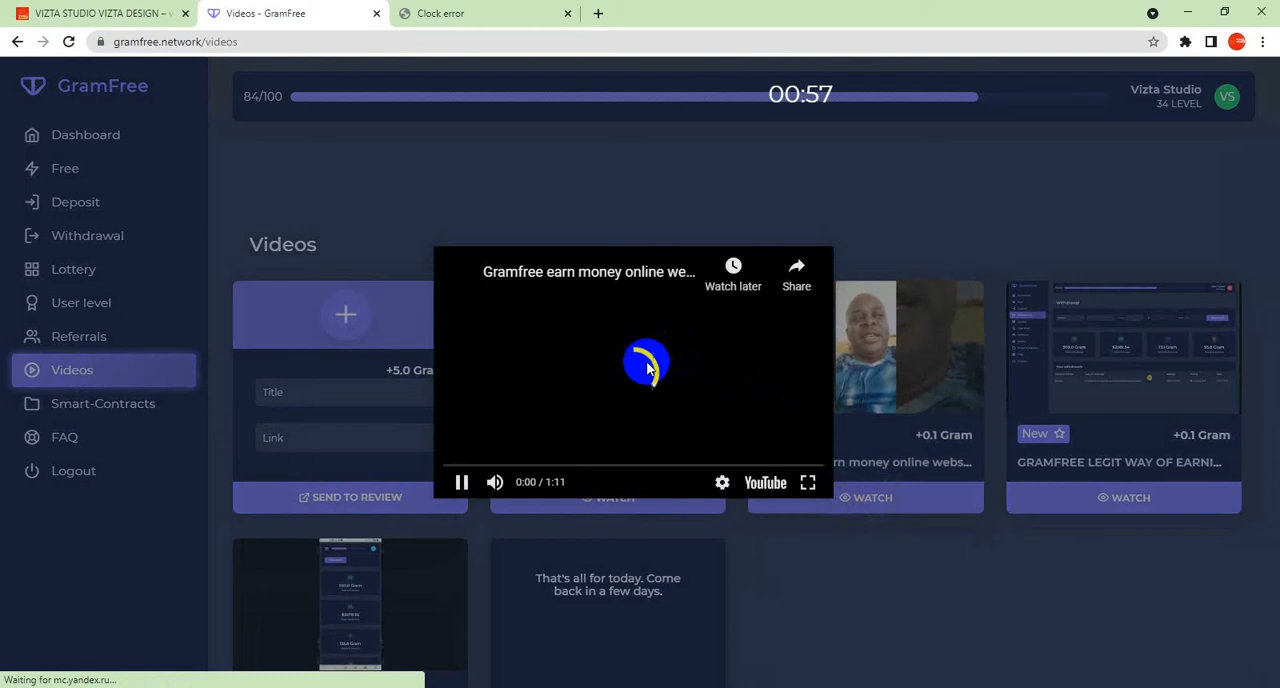 VIZTA STUDIO VIZTA DESIGN – v
Videos - GramFree
Clock error
gramfree.network/videos
GramFree
84/100
00:57
Vizta Studio
34 LEVEL
VS
Dashboard
Free
Deposit
Withdrawal
Lottery
User level
Referrals
Videos
Smart-Contracts
FAQ
Logout
Videos
+5.0 Gra
Title
Link
SEND TO REVIEW
Gramfree earn money online we...
Watch later
Share
0:00 / 1:11
YouTube
WATCH
+0.1 Gram
rn money online webs...
WATCH
New
+0.1 Gram
GRAMFREE LEGIT WAY OF EARNI...
WATCH
That's all for today. Come
back in a few days.
Waiting for mc.yandex.ru...